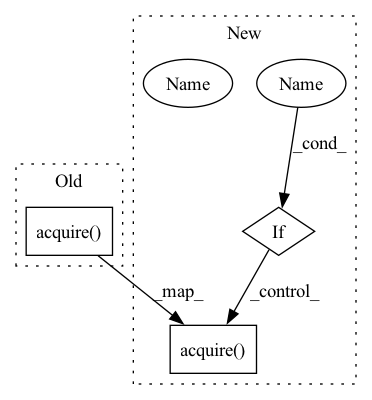 New
Name
Name
_cond_
Old
acquire()
If
_map_
_control_
acquire()